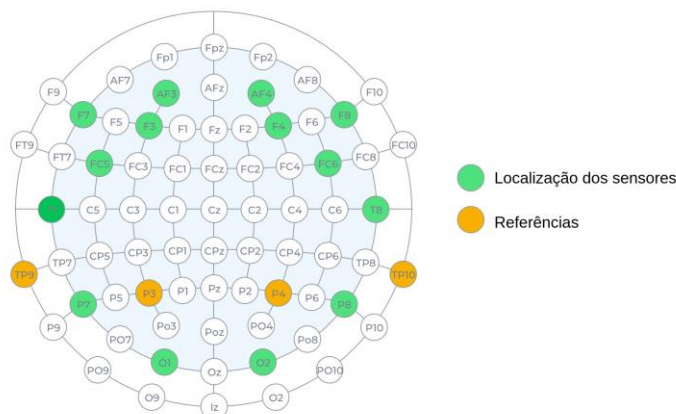 Fpz
Fp1 Fp2
AF7 AF8
F9 AF3 AFz AF4 F10
F7 F8
F5 F3 F1 Fz F2 F4 F6
FT9 FC10
FT7 FC5 FC3 FC1 FCz FC2 FC4 FC6 FC8
C5 C3 C1 Cz C2 C4 C6 T8
CP5 CP3 CP1 CPz CP2 CP4 CP6
TP7 TP8
TP9 TP10
P7 P5 P3 P1 Pz P2 P4 P6 P8
P9 Po3 Poz PO4 P10
PO7 Po8
O1 O2
PO9 Oz PO10
O9 Iz O2
Localização dos sensores
Referências